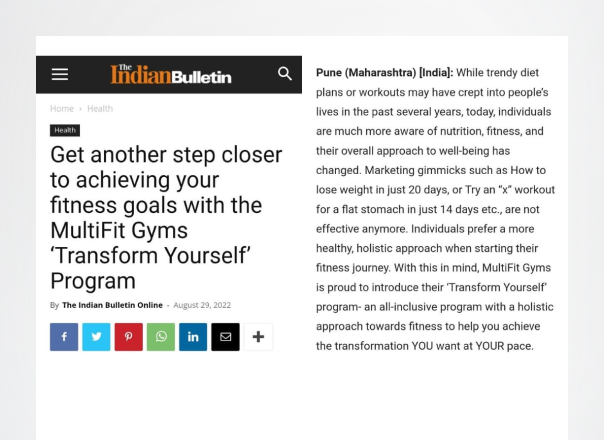 The
IndianBulletin
Home › Health
Health
Get another step closer
to achieving your
fitness goals with the
MultiFit Gyms
‘Transform Yourself’
Program
By The Indian Bulletin Online - August 29, 2022
Pune (Maharashtra) [India]: While trendy diet
plans or workouts may have crept into people’s
lives in the past several years, today, individuals
are much more aware of nutrition, fitness, and
their overall approach to well-being has
changed. Marketing gimmicks such as How to
lose weight in just 20 days, or Try an “x” workout
for a flat stomach in just 14 days etc., are not
effective anymore. Individuals prefer a more
healthy, holistic approach when starting their
fitness journey. With this in mind, MultiFit Gyms
is proud to introduce their 'Transform Yourself’
program- an all-inclusive program with a holistic
approach towards fitness to help you achieve
the transformation YOU want at YOUR pace.